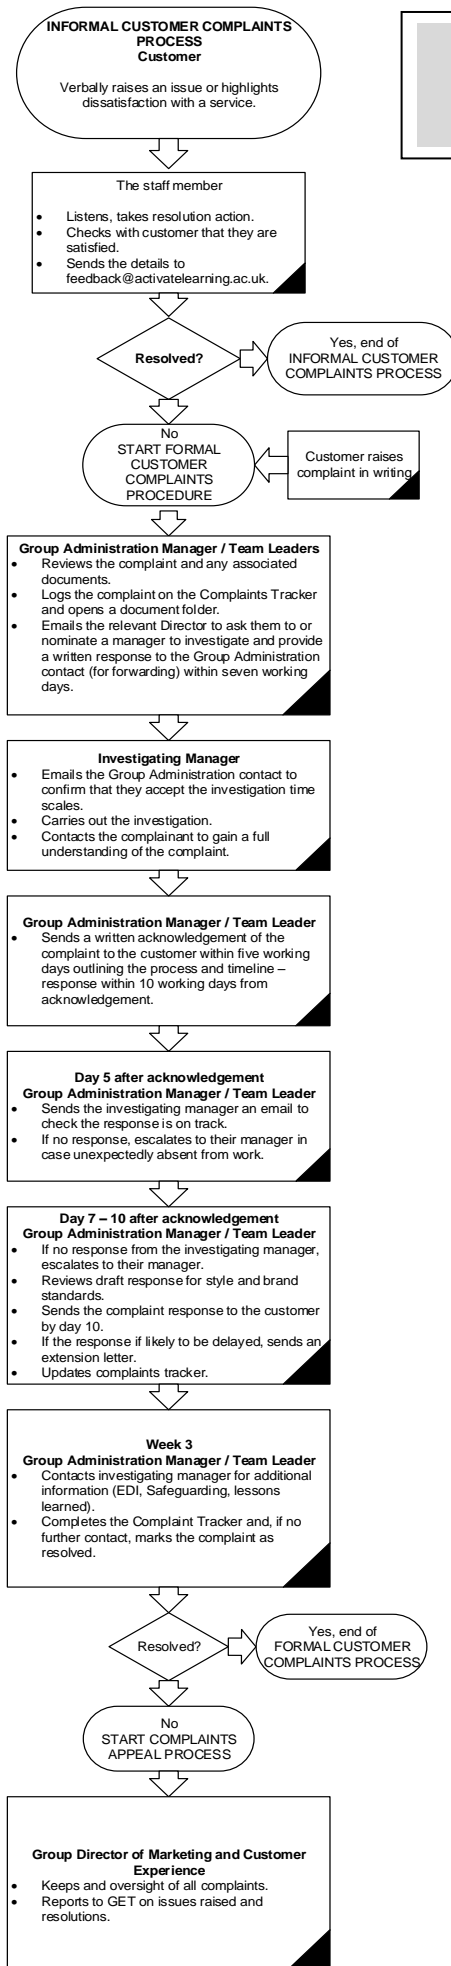 INFORMAL CUSTOMER COMPLAINTS
PROCESS
Customer
Verbally raises an issue or highlights
dissatisfaction with a service.
The staff member
• Listens, takes resolution action.
• Checks with customer that they are
satisfied.
• Sends the details to
feedback@activatelearning.ac.uk.
Resolved?
Yes, end of
INFORMAL CUSTOMER
COMPLAINTS PROCESS
No
START FORMAL
CUSTOMER
COMPLAINTS
PROCEDURE
Customer raises
complaint in writing
Group Administration Manager / Team Leaders
• Reviews the complaint and any associated
documents.
• Logs the complaint on the Complaints Tracker
and opens a document folder.
• Emails the relevant Director to ask them to or
nominate a manager to investigate and provide
a written response to the Group Administration
contact (for forwarding) within seven working
days.
Investigating Manager
• Emails the Group Administration contact to
confirm that they accept the investigation time
scales.
• Carries out the investigation.
• Contacts the complainant to gain a full
understanding of the complaint.
Group Administration Manager / Team Leader
• Sends a written acknowledgement of the
complaint to the customer within five working
days outlining the process and timeline –
response within 10 working days from
acknowledgement.
Day 5 after acknowledgement
Group Administration Manager / Team Leader
• Sends the investigating manager an email to
check the response is on track.
• If no response, escalates to their manager in
case unexpectedly absent from work.
Day 7 – 10 after acknowledgement
Group Administration Manager / Team Leader
• If no response from the investigating manager,
escalates to their manager.
• Reviews draft response for style and brand
standards.
• Sends the complaint response to the customer
by day 10.
• If the response if likely to be delayed, sends an
extension letter.
• Updates complaints tracker.
Week 3
Group Administration Manager / Team Leader
• Contacts investigating manager for additional
information (EDI, Safeguarding, lessons
learned).
• Completes the Complaint Tracker and, if no
further contact, marks the complaint as
resolved.
Resolved?
Yes, end of
FORMAL CUSTOMER
COMPLAINTS PROCESS
No
START COMPLAINTS
APPEAL PROCESS
Group Director of Marketing and Customer
Experience
• Keeps and oversight of all complaints.
• Reports to GET on issues raised and
resolutions.